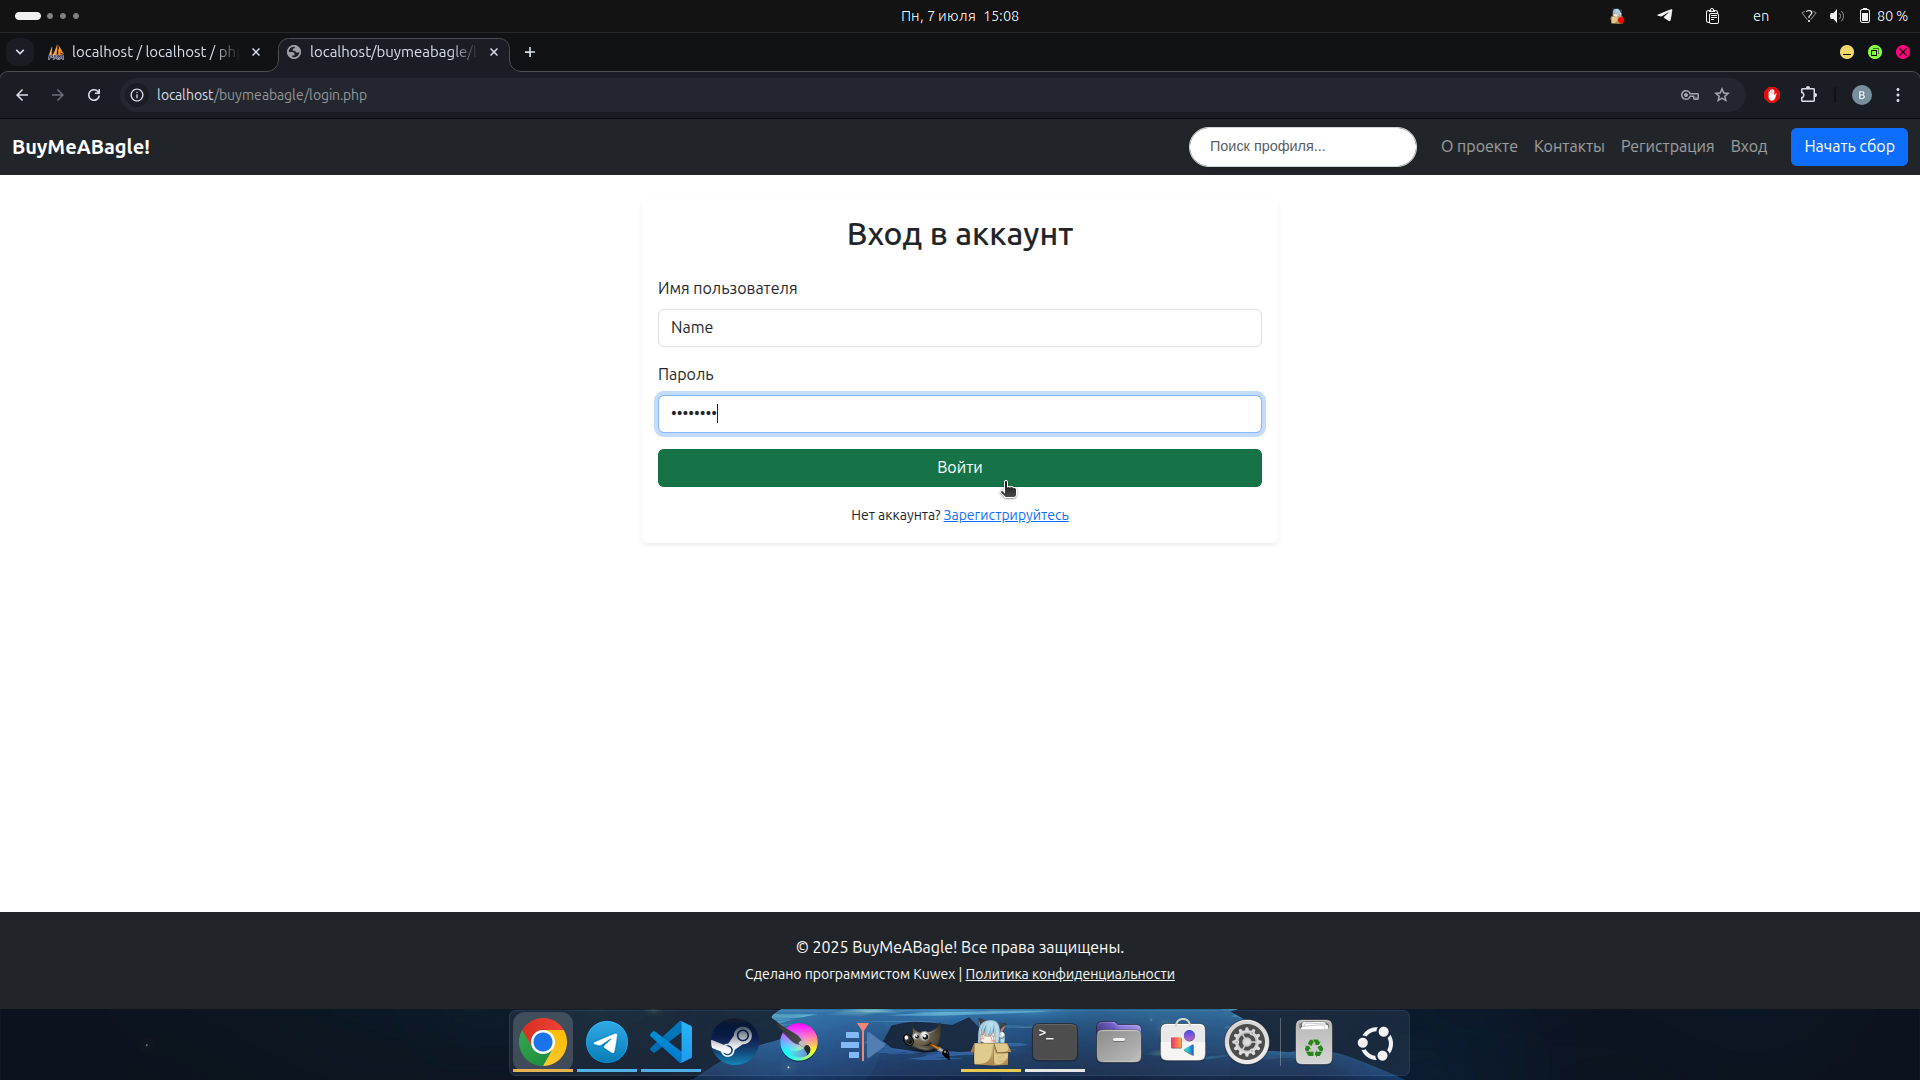 Пн, 7 июля 15:08
en
80 %
localhost / localhost / ph
localhost/buymeabagle/
localhost/buymeabagle/login.php
B
BuyMeABagle!
Поиск профиля...
О проекте
Контакты
Регистрация
Вход
Начать сбор
Вход в аккаунт
Имя пользователя
Name
Пароль
••••••••
Войти
Нет аккаунта? Зарегистрируйтесь
© 2025 BuyMeABagle! Все права защищены.
Сделано программистом Kuwex | Политика конфиденциальности
>_